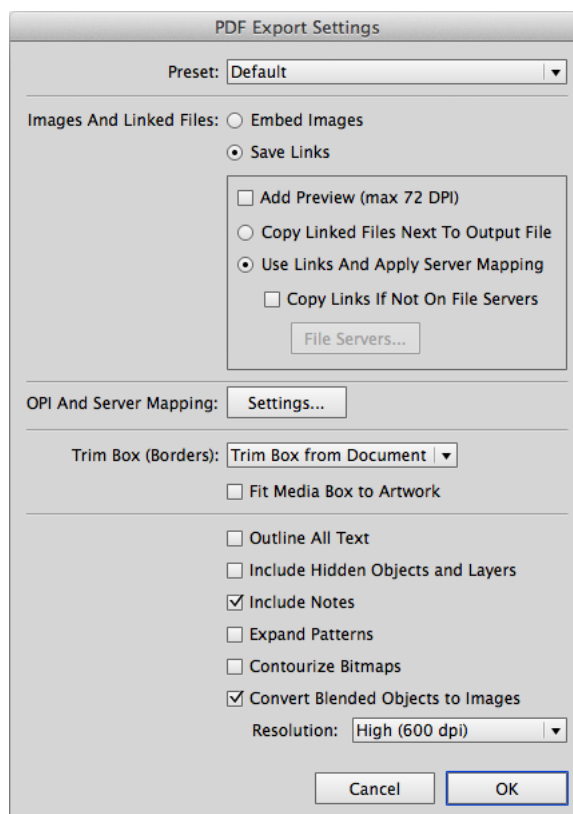 PDF Export Settings
Preset: Default
Images And Linked Files: Embed Images
Save Links
Add Preview (max 72 DPI)
Copy Linked Files Next To Output File
Use Links And Apply Server Mapping
Copy Links If Not On File Servers
File Servers...
OPI And Server Mapping: Settings...
Trim Box (Borders): Trim Box from Document
Fit Media Box to Artwork
Outline All Text
Include Hidden Objects and Layers
Include Notes
Expand Patterns
Contourize Bitmaps
Convert Blended Objects to Images
Resolution: High (600 dpi)
Cancel OK